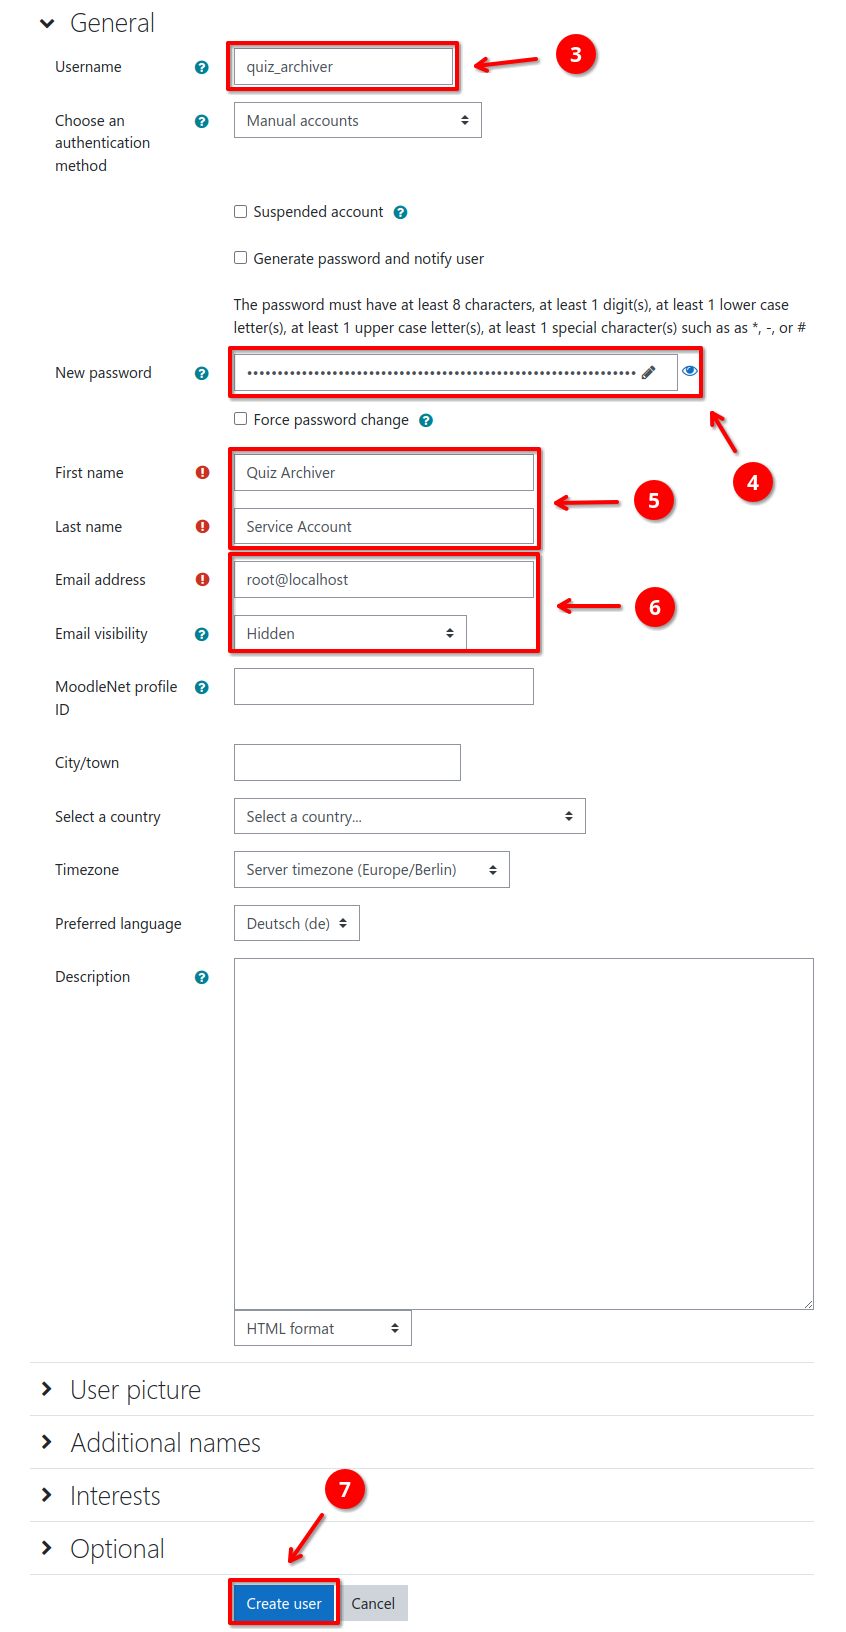 General
Username
quiz_archiver
3
Choose an
authentication
method
Manual accounts
Suspended account
Generate password and notify user
The password must have at least 8 characters, at least 1 digit(s), at least 1 lower case
letter(s), at least 1 upper case letter(s), at least 1 special character(s) such as as *, -, or #
New password
4
Force password change
First name
Quiz Archiver
5
Last name
Service Account
Email address
root@localhost
6
Email visibility
Hidden
MoodleNet profile
ID
City/town
Select a country
Select a country...
Timezone
Server timezone (Europe/Berlin)
Preferred language
Deutsch (de)
Description
HTML format
User picture
Additional names
Interests
7
Optional
Create user
Cancel